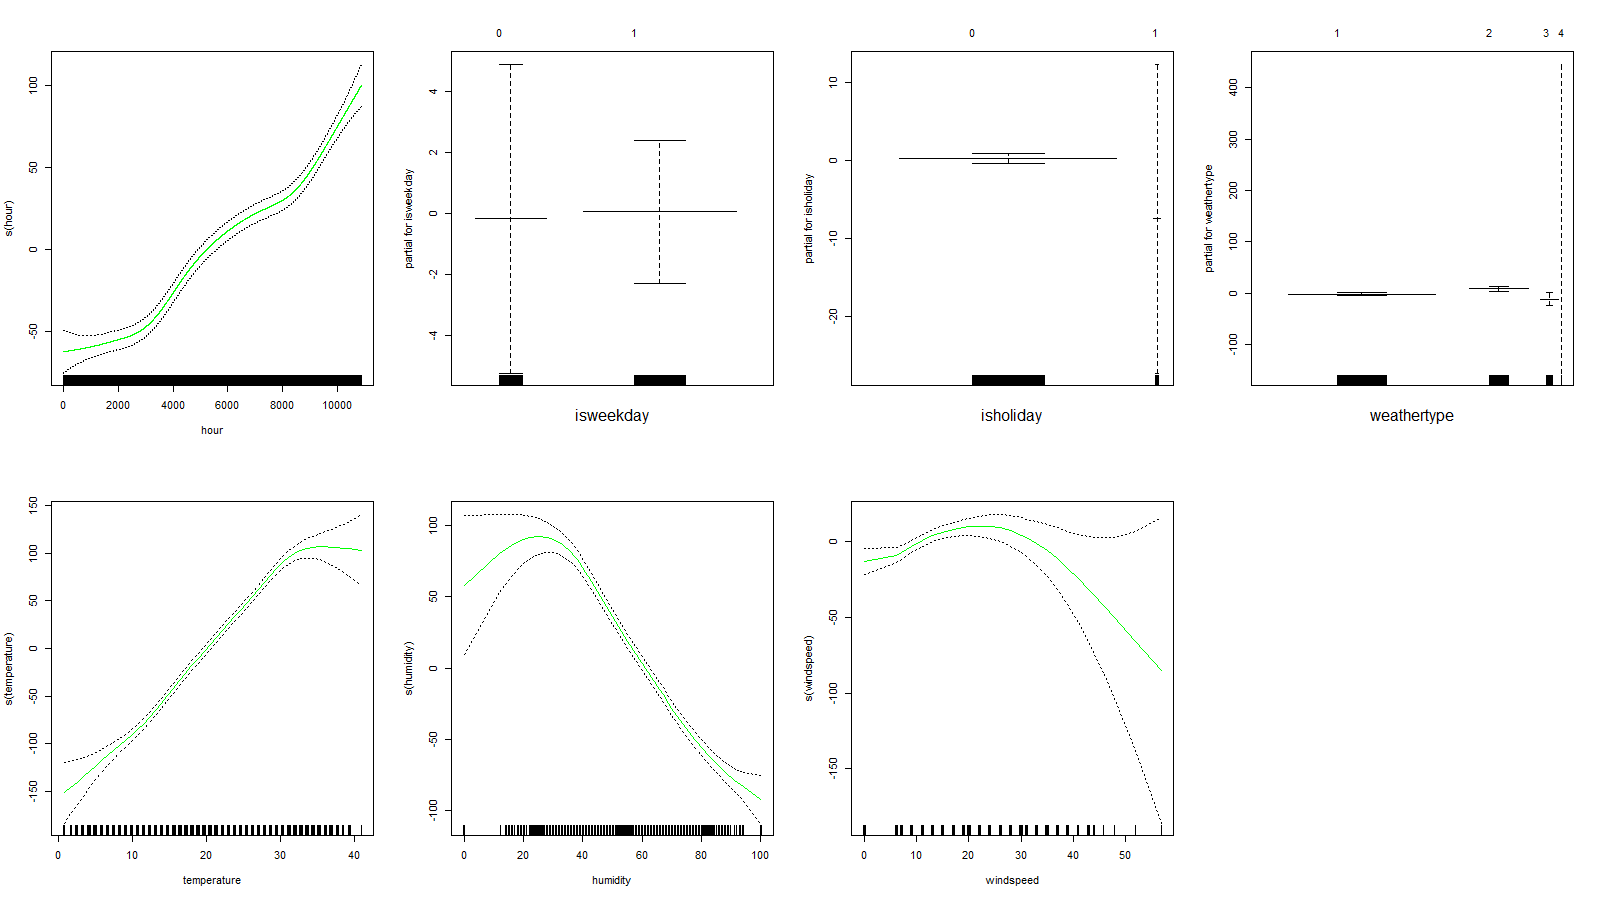 s(hour)
100
50
0
-50
0 2000 4000 6000 8000 10000
hour
0 1
partial for isweekday
4
2
0
-2
-4
isweekday
0 1
partial for isholiday
10
0
-10
-20
isholiday
1 2 3 4
partial for weathertype
400
300
200
100
0
-100
weathertype
s(temperature)
150
100
50
0
-50
-100
-150
0 10 20 30 40
temperature
s(humidity)
100
50
0
-50
-100
0 20 40 60 80 100
humidity
s(windspeed)
0
-50
-100
-150
0 10 20 30 40 50
windspeed